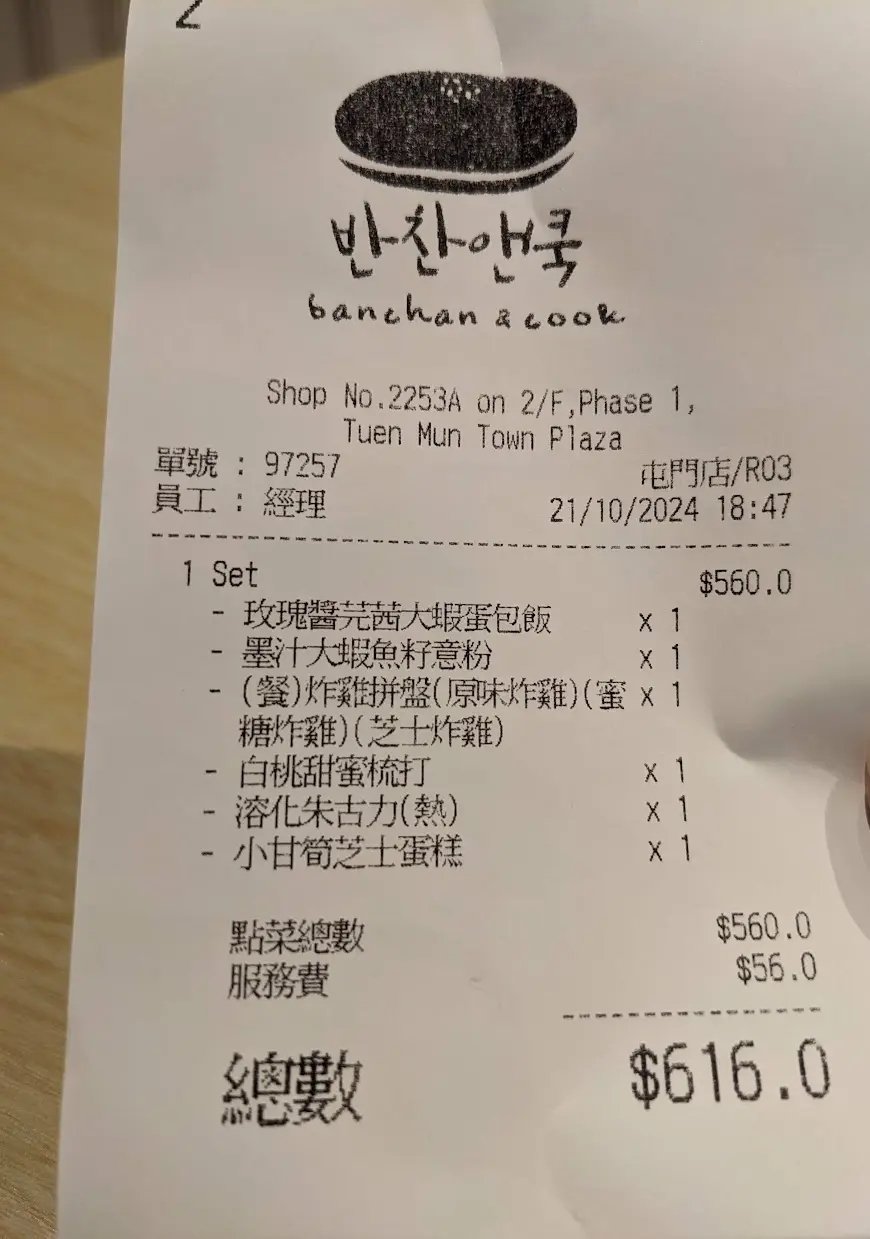 2
반찬앤쿡
banchan & cook
Shop No.2253A on 2/F,Phase 1,
Tuen Mun Town Plaza
單號 : 97257 屯門店/R03
員工 : 經理 21/10/2024 18:47
1 Set $560.0
- 玫瑰醬芫茜大蝦蛋包飯 x 1
- 墨汁大蝦魚籽意粉 x 1
- (餐)炸雞拼盤(原味炸雞)(蜜 x 1
糖炸雞)(芝士炸雞)
- 白桃甜蜜梳打 x 1
- 溶化朱古力(熱) x 1
- 小甘筍芝士蛋糕 x 1
點菜總數 $560.0
服務費 $56.0
總數 $616.0